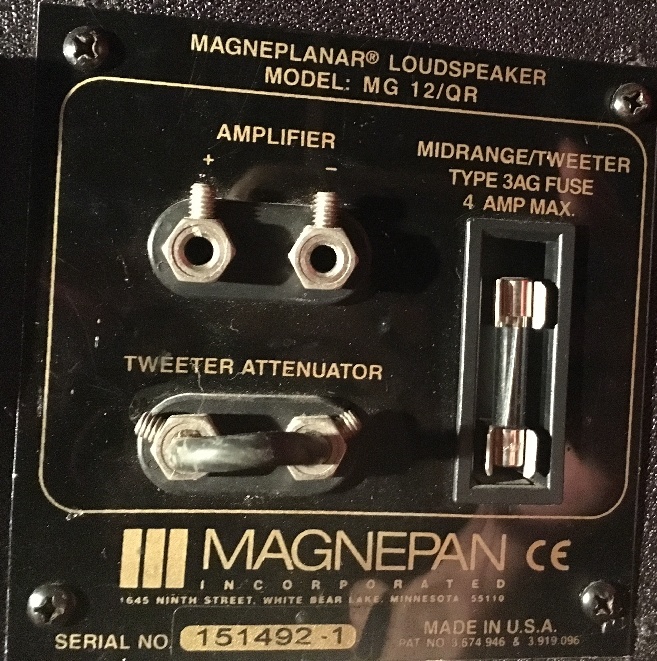 MAGNEPLANAR® LOUDSPEAKER
MODEL: MG 12/QR
AMPLIFIER
+ −
MIDRANGE/TWEETER
TYPE 3AG FUSE
4 AMP MAX.
TWEETER ATTENUATOR
MAGNEPAN CE
INCORPORATED
1645 NINTH STREET, WHITE BEAR LAKE, MINNESOTA 55110
SERIAL NO 151492-1
MADE IN U.S.A.
PAT NO 3,674,946 & 3,919,096